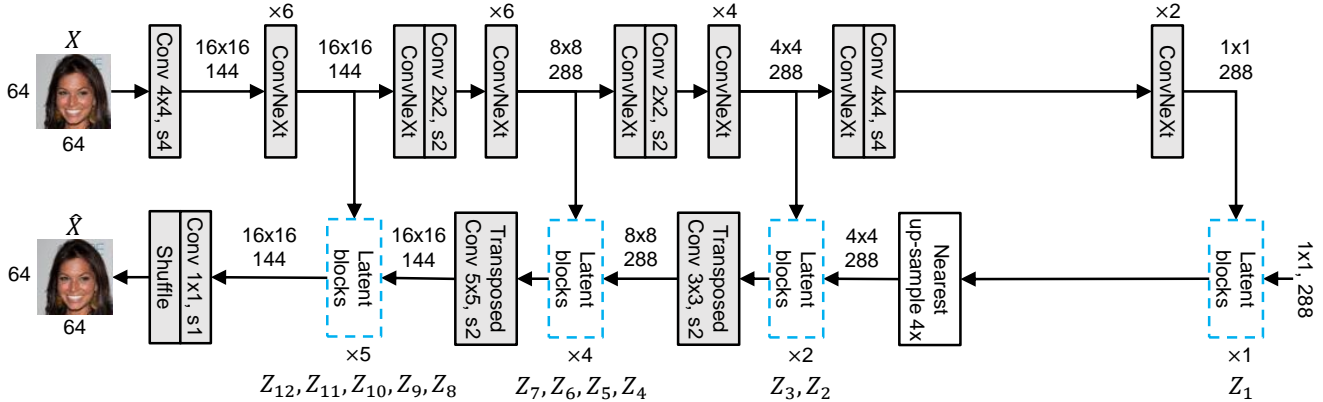 ×6
×6
×4
×2
X
64
64
Conv 4x4, s4
16x16
144
ConvNeXt
16x16
144
ConvNeXt
Conv 2x2, s2
ConvNeXt
8x8
288
ConvNeXt
Conv 2x2, s2
ConvNeXt
4x4
288
ConvNeXt
Conv 4x4, s4
ConvNeXt
1x1
288
X̂
64
64
Shuffle
Conv 1x1, s1
16x16
144
Latent
blocks
×5
16x16
144
Transposed
Conv 5x5, s2
Latent
blocks
×4
8x8
288
Transposed
Conv 3x3, s2
Latent
blocks
×2
4x4
288
Nearest
up-sample 4x
Latent
blocks
×1
1x1, 288
Z₁₂, Z₁₁, Z₁₀, Z₉, Z₈
Z₇, Z₆, Z₅, Z₄
Z₃, Z₂
Z₁